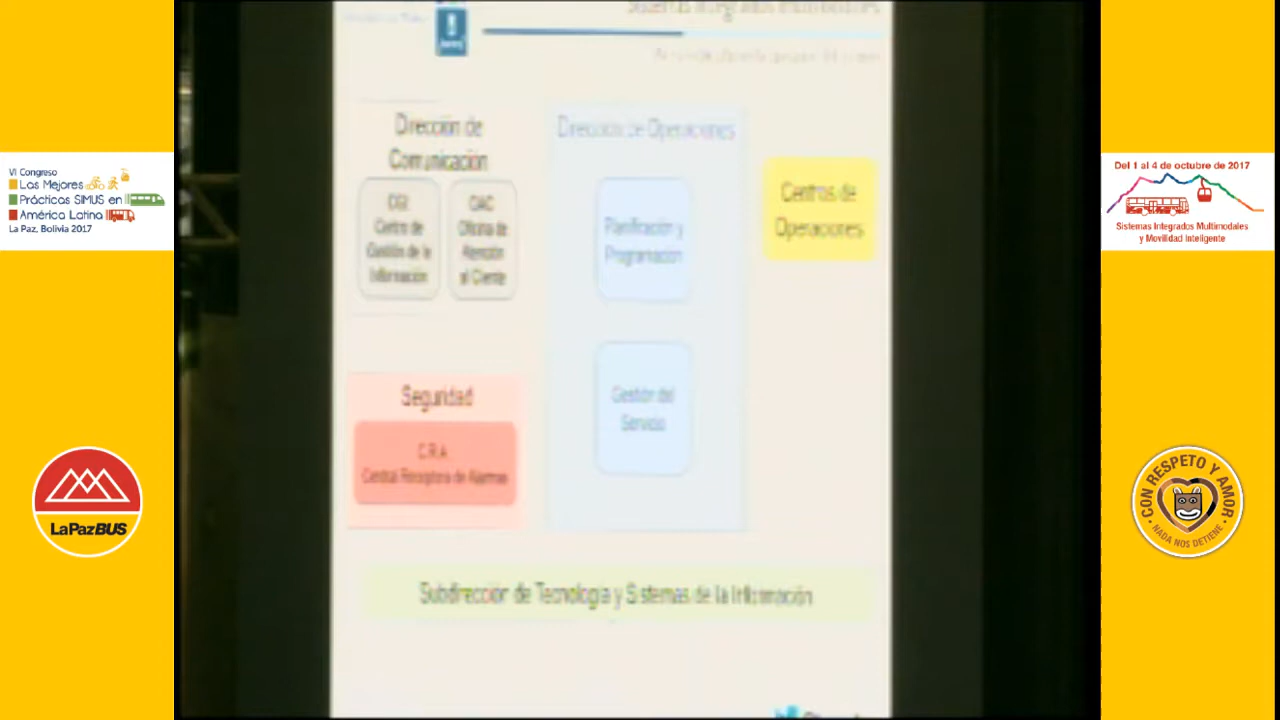 VI Congreso
Las Mejores
Prácticas SIMUS en
América Latina
La Paz, Bolivia 2017
LaPazBUS
Sistemas Integrados Multimodales
Dirección de
Comunicación
CGI
Centro de
Gestión de la
Información
OAC
Oficina de
Atención
al Cliente
Dirección de Operaciones
Planificación y
Programación
Gestión del
Servicio
Centros de
Operaciones
Seguridad
C.R.A.
Central Receptora de Alarmas
Subdirección de Tecnología y Sistemas de la Información
Del 1 al 4 de octubre de 2017
Sistemas Integrados Multimodales
y Movilidad Inteligente
CON RESPETO Y AMOR
• NADA NOS DETIENE •